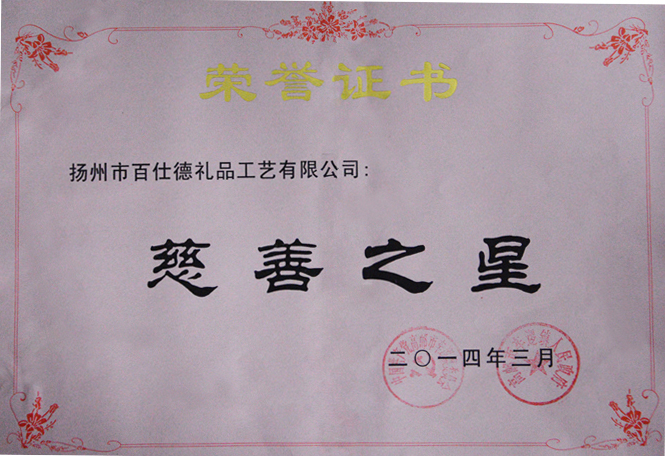 荣誉证书
扬州市百仕德礼品工艺有限公司：
慈善之星
二〇一四年三月